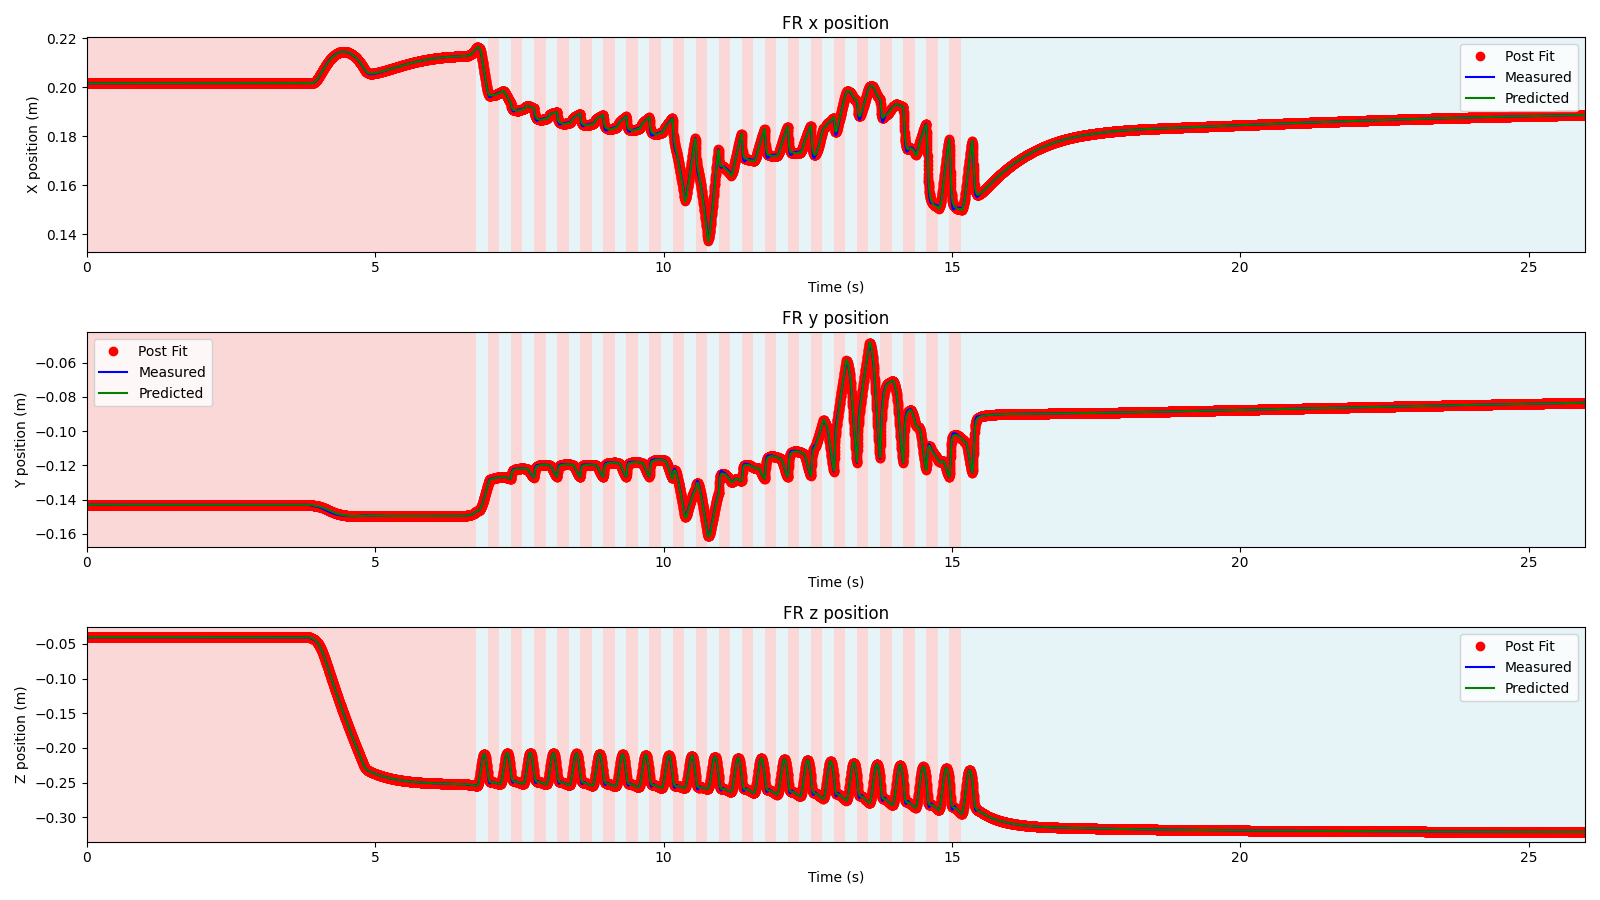 FR x position
X position (m)
0.22
0.20
0.18
0.16
0.14
Post Fit
Measured
Predicted
0 5 10 15 20 25
Time (s)
FR y position
Y position (m)
−0.06
−0.08
−0.10
−0.12
−0.14
−0.16
Post Fit
Measured
Predicted
0 5 10 15 20 25
Time (s)
FR z position
Z position (m)
−0.05
−0.10
−0.15
−0.20
−0.25
−0.30
Post Fit
Measured
Predicted
0 5 10 15 20 25
Time (s)